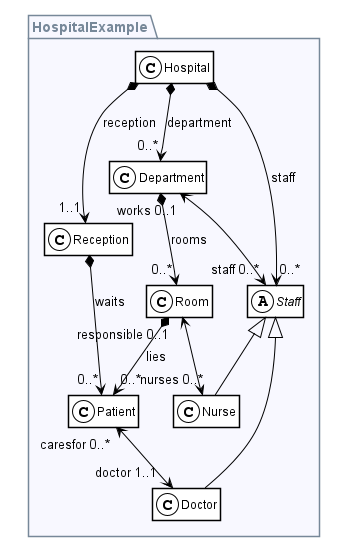 HospitalExample
C Hospital
reception
department
0..*
staff
C Department
1..1
works 0..1
C Reception
rooms
staff 0..*
0..*
0..*
C Room
A Staff
waits
responsible 0..1
lies
0..*
0..*
nurses 0..*
C Patient
C Nurse
caresfor 0..*
doctor 1..1
C Doctor